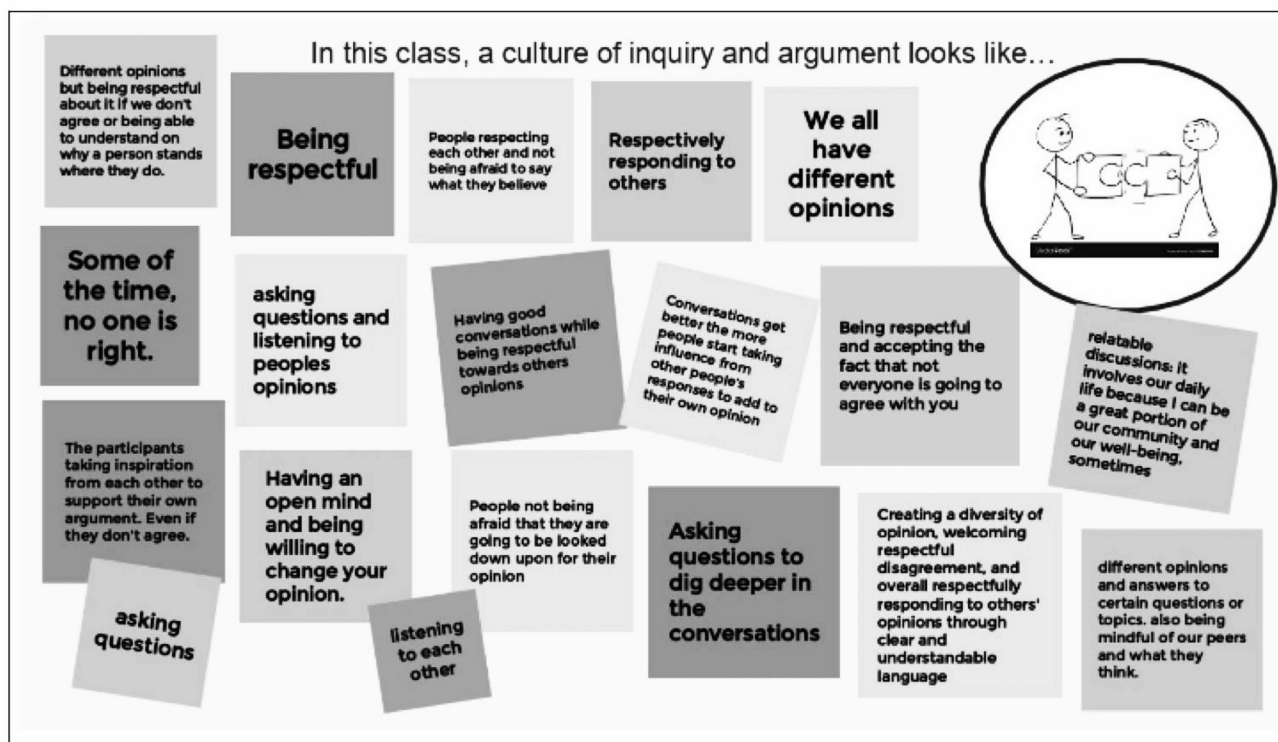 In this class, a culture of inquiry and argument looks like...
Different opinions
but being respectful
about it if we don't
agree or being able
to understand on
why a person stands
where they do.
Being
respectful
People respecting
each other and not
being afraid to say
what they believe
Respectively
responding to
others
We all
have
different
opinions
Some of
the time,
no one is
right.
asking
questions and
listening to
peoples
opinions
Having good
conversations while
being respectful
towards others
opinions
Conversations get
better the more
people start taking
influence from
other people's
responses to add to
their own opinion
Being respectful
and accepting the
fact that not
everyone is going to
agree with you
relatable
discussions: it
involves our daily
life because I can be
a great portion of
our community and
our well-being,
sometimes
The participants
taking inspiration
from each other to
support their own
argument. Even if
they don't agree.
Having an
open mind
and being
willing to
change your
opinion.
People not being
afraid that they are
going to be looked
down upon for their
opinion
Asking
questions to
dig deeper in
the
conversations
Creating a diversity of
opinion, welcoming
respectful
disagreement, and
overall respectfully
responding to others'
opinions through
clear and
understandable
language
different opinions
and answers to
certain questions or
topics. also being
mindful of our peers
and what they
think.
asking
questions
listening
to each
other